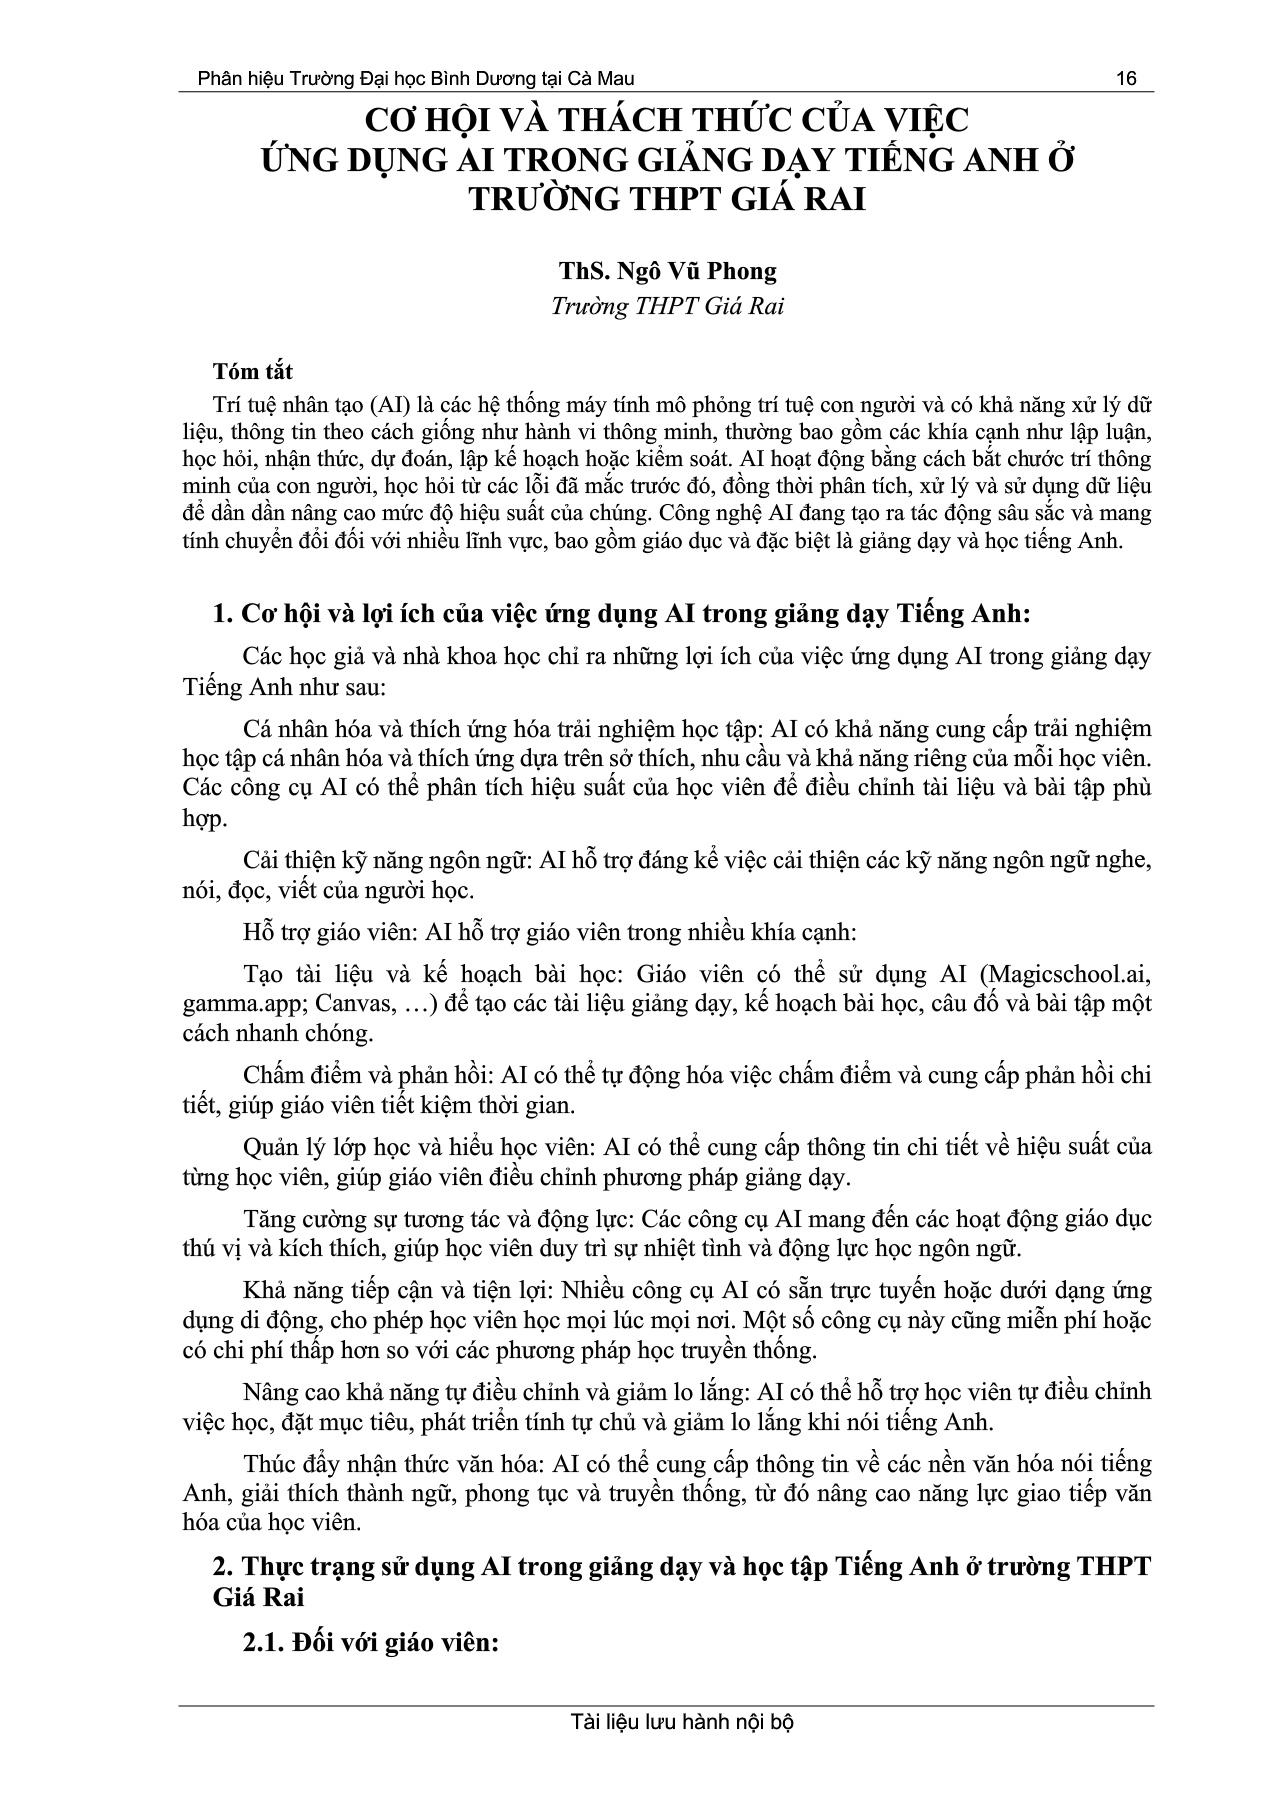 Phân hiệu Trường Đại học Bình Dương tại Cà Mau 16
CƠ HỘI VÀ THÁCH THỨC CỦA VIỆC
ỨNG DỤNG AI TRONG GIẢNG DẠY TIẾNG ANH Ở
TRƯỜNG THPT GIÁ RAI
ThS. Ngô Vũ Phong
Trường THPT Giá Rai
Tóm tắt
Trí tuệ nhân tạo (AI) là các hệ thống máy tính mô phỏng trí tuệ con người và có khả năng xử lý dữ
liệu, thông tin theo cách giống như hành vi thông minh, thường bao gồm các khía cạnh như lập luận,
học hỏi, nhận thức, dự đoán, lập kế hoạch hoặc kiểm soát. AI hoạt động bằng cách bắt chước trí thông
minh của con người, học hỏi từ các lỗi đã mắc trước đó, đồng thời phân tích, xử lý và sử dụng dữ liệu
để dần dần nâng cao mức độ hiệu suất của chúng. Công nghệ AI đang tạo ra tác động sâu sắc và mang
tính chuyển đổi đối với nhiều lĩnh vực, bao gồm giáo dục và đặc biệt là giảng dạy và học tiếng Anh.
1. Cơ hội và lợi ích của việc ứng dụng AI trong giảng dạy Tiếng Anh:
Các học giả và nhà khoa học chỉ ra những lợi ích của việc ứng dụng AI trong giảng dạy
Tiếng Anh như sau:
Cá nhân hóa và thích ứng hóa trải nghiệm học tập: AI có khả năng cung cấp trải nghiệm
học tập cá nhân hóa và thích ứng dựa trên sở thích, nhu cầu và khả năng riêng của mỗi học viên.
Các công cụ AI có thể phân tích hiệu suất của học viên để điều chỉnh tài liệu và bài tập phù
hợp.
Cải thiện kỹ năng ngôn ngữ: AI hỗ trợ đáng kể việc cải thiện các kỹ năng ngôn ngữ nghe,
nói, đọc, viết của người học.
Hỗ trợ giáo viên: AI hỗ trợ giáo viên trong nhiều khía cạnh:
Tạo tài liệu và kế hoạch bài học: Giáo viên có thể sử dụng AI (Magicschool.ai,
gamma.app; Canvas, …) để tạo các tài liệu giảng dạy, kế hoạch bài học, câu đố và bài tập một
cách nhanh chóng.
Chấm điểm và phản hồi: AI có thể tự động hóa việc chấm điểm và cung cấp phản hồi chi
tiết, giúp giáo viên tiết kiệm thời gian.
Quản lý lớp học và hiểu học viên: AI có thể cung cấp thông tin chi tiết về hiệu suất của
từng học viên, giúp giáo viên điều chỉnh phương pháp giảng dạy.
Tăng cường sự tương tác và động lực: Các công cụ AI mang đến các hoạt động giáo dục
thú vị và kích thích, giúp học viên duy trì sự nhiệt tình và động lực học ngôn ngữ.
Khả năng tiếp cận và tiện lợi: Nhiều công cụ AI có sẵn trực tuyến hoặc dưới dạng ứng
dụng di động, cho phép học viên học mọi lúc mọi nơi. Một số công cụ này cũng miễn phí hoặc
có chi phí thấp hơn so với các phương pháp học truyền thống.
Nâng cao khả năng tự điều chỉnh và giảm lo lắng: AI có thể hỗ trợ học viên tự điều chỉnh
việc học, đặt mục tiêu, phát triển tính tự chủ và giảm lo lắng khi nói tiếng Anh.
Thúc đẩy nhận thức văn hóa: AI có thể cung cấp thông tin về các nền văn hóa nói tiếng
Anh, giải thích thành ngữ, phong tục và truyền thống, từ đó nâng cao năng lực giao tiếp văn
hóa của học viên.
2. Thực trạng sử dụng AI trong giảng dạy và học tập Tiếng Anh ở trường THPT
Giá Rai
2.1. Đối với giáo viên:
Tài liệu lưu hành nội bộ